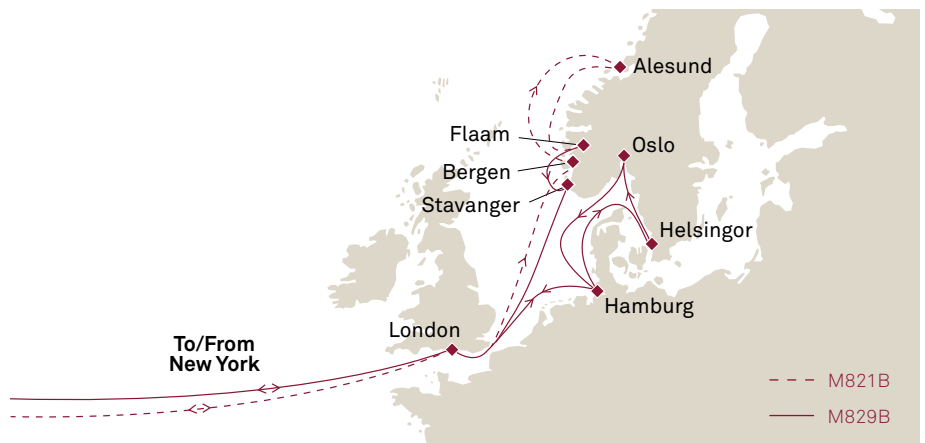 Alesund
Flaam
Oslo
Bergen
Stavanger
Helsingor
Hamburg
London
To/From
New York
M821B
M829B